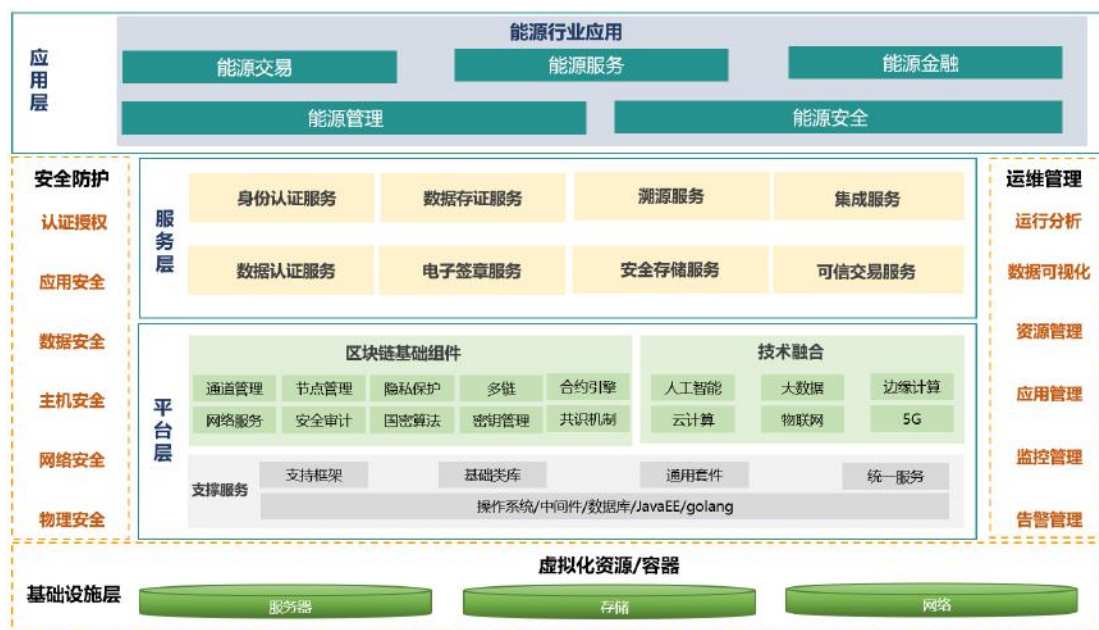 应用层
能源行业应用
能源交易 能源服务 能源金融
能源管理 能源安全
安全防护
认证授权
应用安全
数据安全
主机安全
网络安全
物理安全
服务层
身份认证服务 数据存证服务 溯源服务 集成服务
数据认证服务 电子签章服务 安全存储服务 可信交易服务
平台层
区块链基础组件
通道管理 节点管理 隐私保护 多链 合约引擎
网络服务 安全审计 国密算法 密钥管理 共识机制
技术融合
人工智能 大数据 边缘计算
云计算 物联网 5G
支撑服务
支持框架 基础类库 通用套件 统一服务
操作系统/中间件/数据库/JavaEE/golang
运维管理
运行分析
数据可视化
资源管理
应用管理
监控管理
告警管理
基础设施层
虚拟化资源/容器
服务器 存储 网络